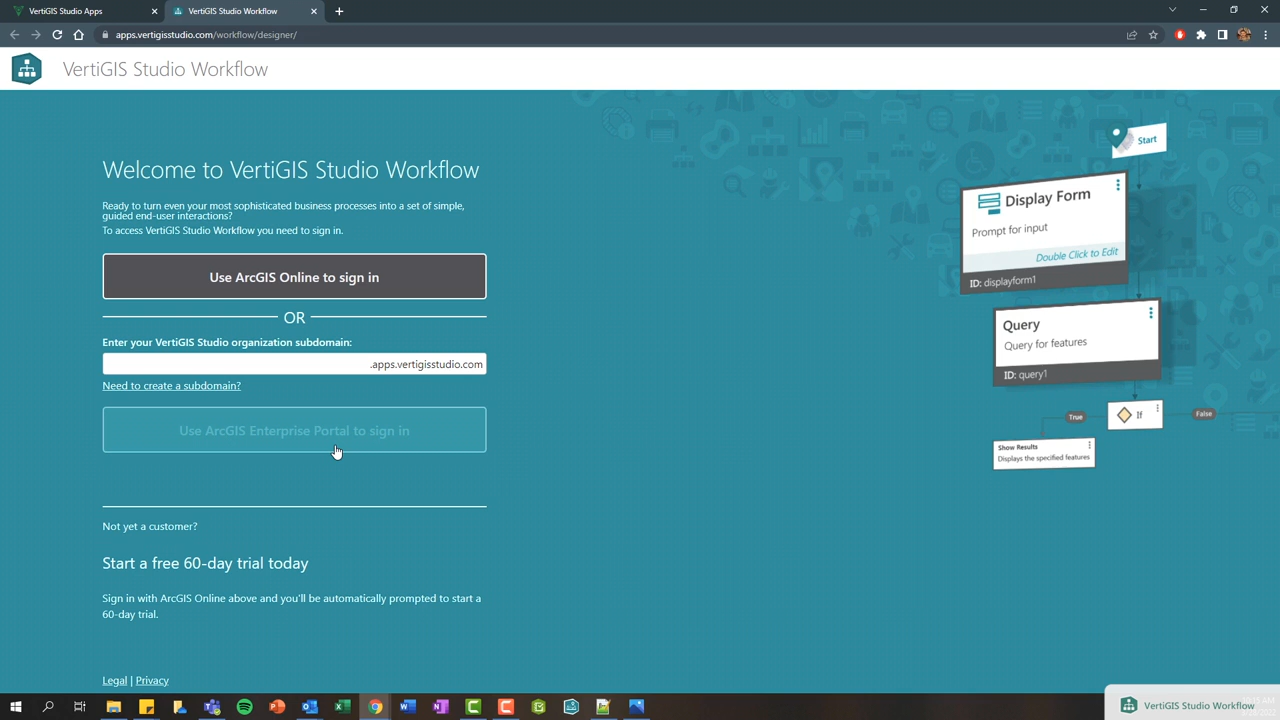 VertiGIS Studio Apps
VertiGIS Studio Workflow
apps.vertigisstudio.com/workflow/designer/
VertiGIS Studio Workflow
Welcome to VertiGIS Studio Workflow
Ready to turn even your most sophisticated business processes into a set of simple,
guided end-user interactions?
To access VertiGIS Studio Workflow you need to sign in.
Use ArcGIS Online to sign in
OR
Enter your VertiGIS Studio organization subdomain:
.apps.vertigisstudio.com
Need to create a subdomain?
Use ArcGIS Enterprise Portal to sign in
Not yet a customer?
Start a free 60-day trial today
Sign in with ArcGIS Online above and you'll be automatically prompted to start a
60-day trial.
Legal | Privacy
Start
Display Form
Prompt for input
Double Click to Edit
ID: displayform1
Query
Query for features
ID: query1
True
If
False
Show Results
Displays the specified features
VertiGIS Studio Workflow